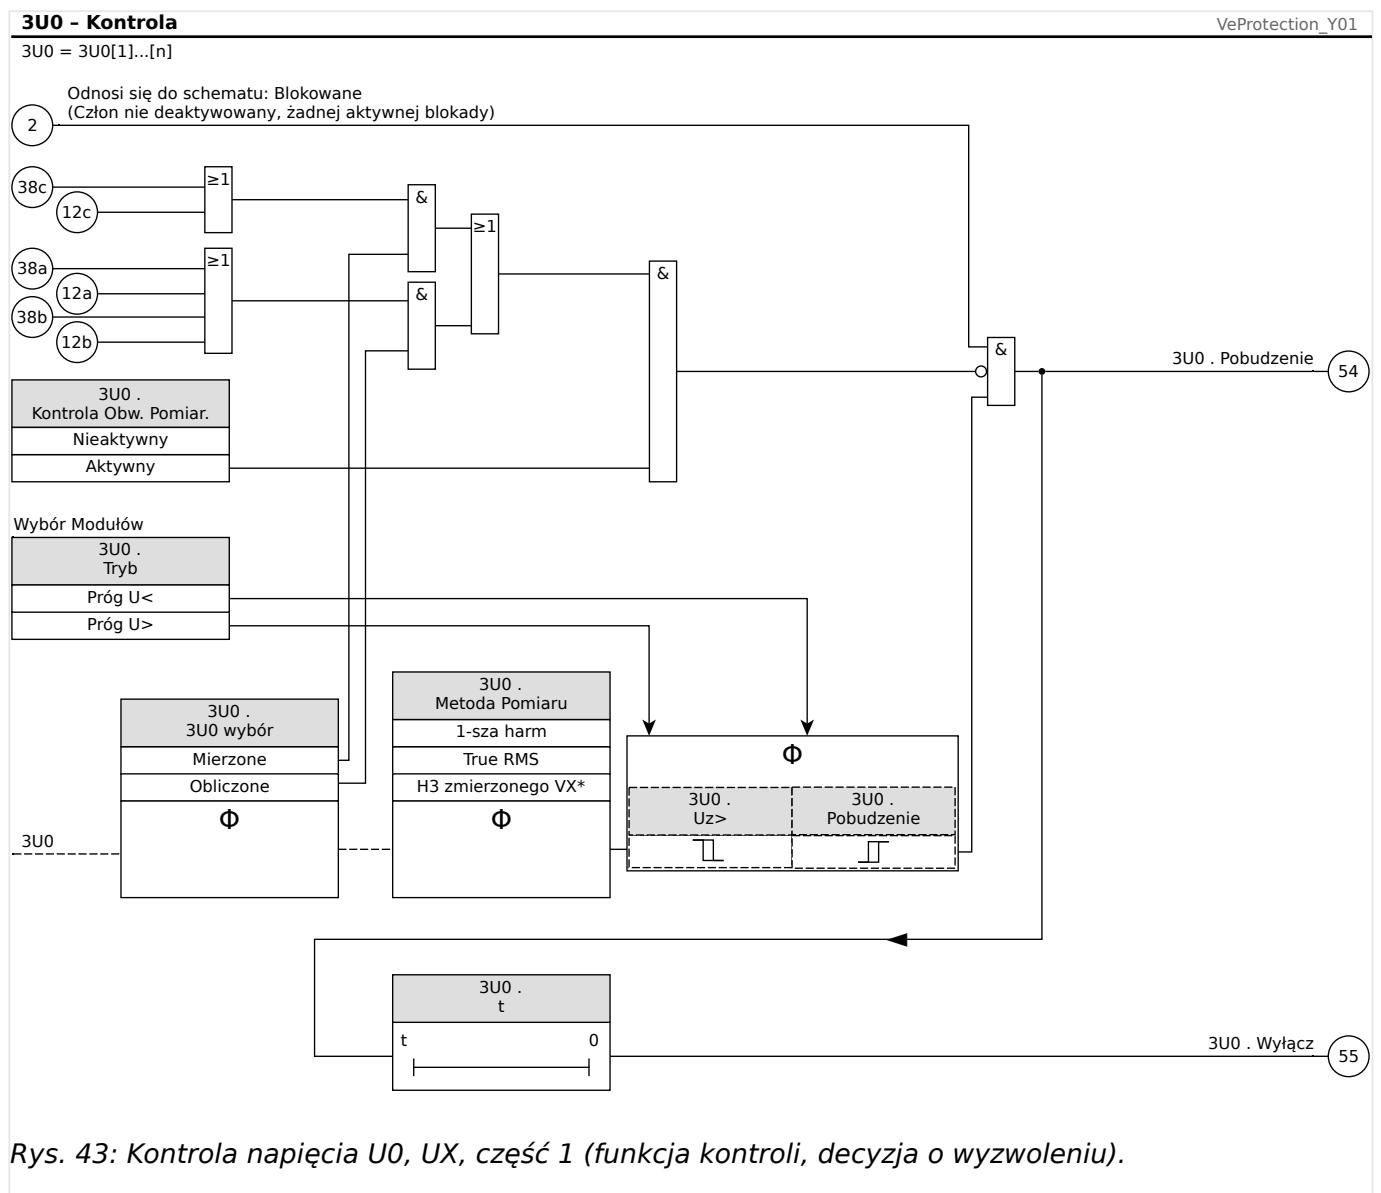 3U0 – Kontrola
VeProtection_Y01
3U0 = 3U0[1]...[n]
Odnosi się do schematu: Blokowane
(Człon nie deaktywowany, żadnej aktywnej blokady)
2
38c
12c
≥1
&
≥1
38a
12a
38b
12b
≥1
&
&
&
3U0 . Pobudzenie
54
3U0 .
Kontrola Obw. Pomiar.
Nieaktywny
Aktywny
Wybór Modułów
3U0 .
Tryb
Próg U<
Próg U>
3U0 .
3U0 wybór
Mierzone
Obliczone
Φ
3U0
3U0 .
Metoda Pomiaru
1-sza harm
True RMS
H3 zmierzonego VX*
Φ
Φ
3U0 .
Uz>
3U0 .
Pobudzenie
3U0 .
t
t 0
3U0 . Wyłącz
55
Rys. 43: Kontrola napięcia U0, UX, część 1 (funkcja kontroli, decyzja o wyzwoleniu).